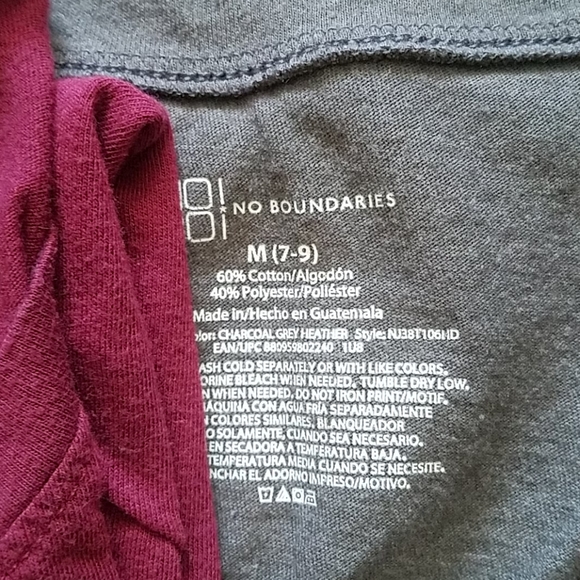 NO BOUNDARIES
M (7-9)
60% Cotton/Algodón
40% Polyester/Poliéster
Made in/Hecho en Guatemala
CHARCOAL GREY HEATHER Style: NJ38T106HD
EAN/UPC 880959802240 1U8
COLD SEPARATELY OR WITH LIKE COLORS.
BLEACH WHEN NEEDED, TUMBLE DRY LOW,
WHEN NEEDED. DO NOT IRON PRINT/MOTIF.
CON AGUA FRÍA SEPARADAMENTE
COLORES SIMILARES, BLANQUEADOR
SOLAMENTE, CUANDO SEA NECESARIO.
EN SECADORA A TEMPERATURA BAJA.
TEMPERATURA MEDIA CUANDO SE NECESITE.
EL ADORNO IMPRESO/MOTIVO.